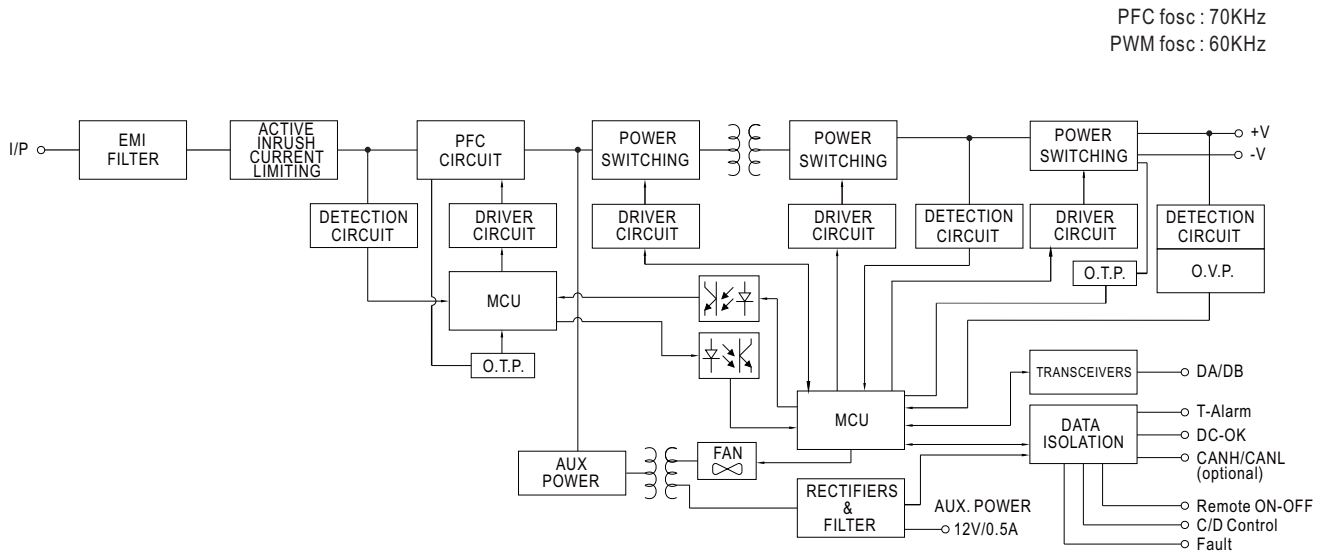 PFC fosc : 70KHz
PWM fosc : 60KHz
I/P
EMI
FILTER
ACTIVE
INRUSH
CURRENT
LIMITING
PFC
CIRCUIT
POWER
SWITCHING
POWER
SWITCHING
POWER
SWITCHING
+V
-V
DETECTION
CIRCUIT
DRIVER
CIRCUIT
DRIVER
CIRCUIT
DRIVER
CIRCUIT
DETECTION
CIRCUIT
DRIVER
CIRCUIT
DETECTION
CIRCUIT
O.V.P.
O.T.P.
MCU
O.T.P.
TRANSCEIVERS
DA/DB
MCU
DATA
ISOLATION
T-Alarm
DC-OK
CANH/CANL
(optional)
FAN
AUX
POWER
RECTIFIERS
&
FILTER
AUX. POWER
12V/0.5A
Remote ON-OFF
C/D Control
Fault